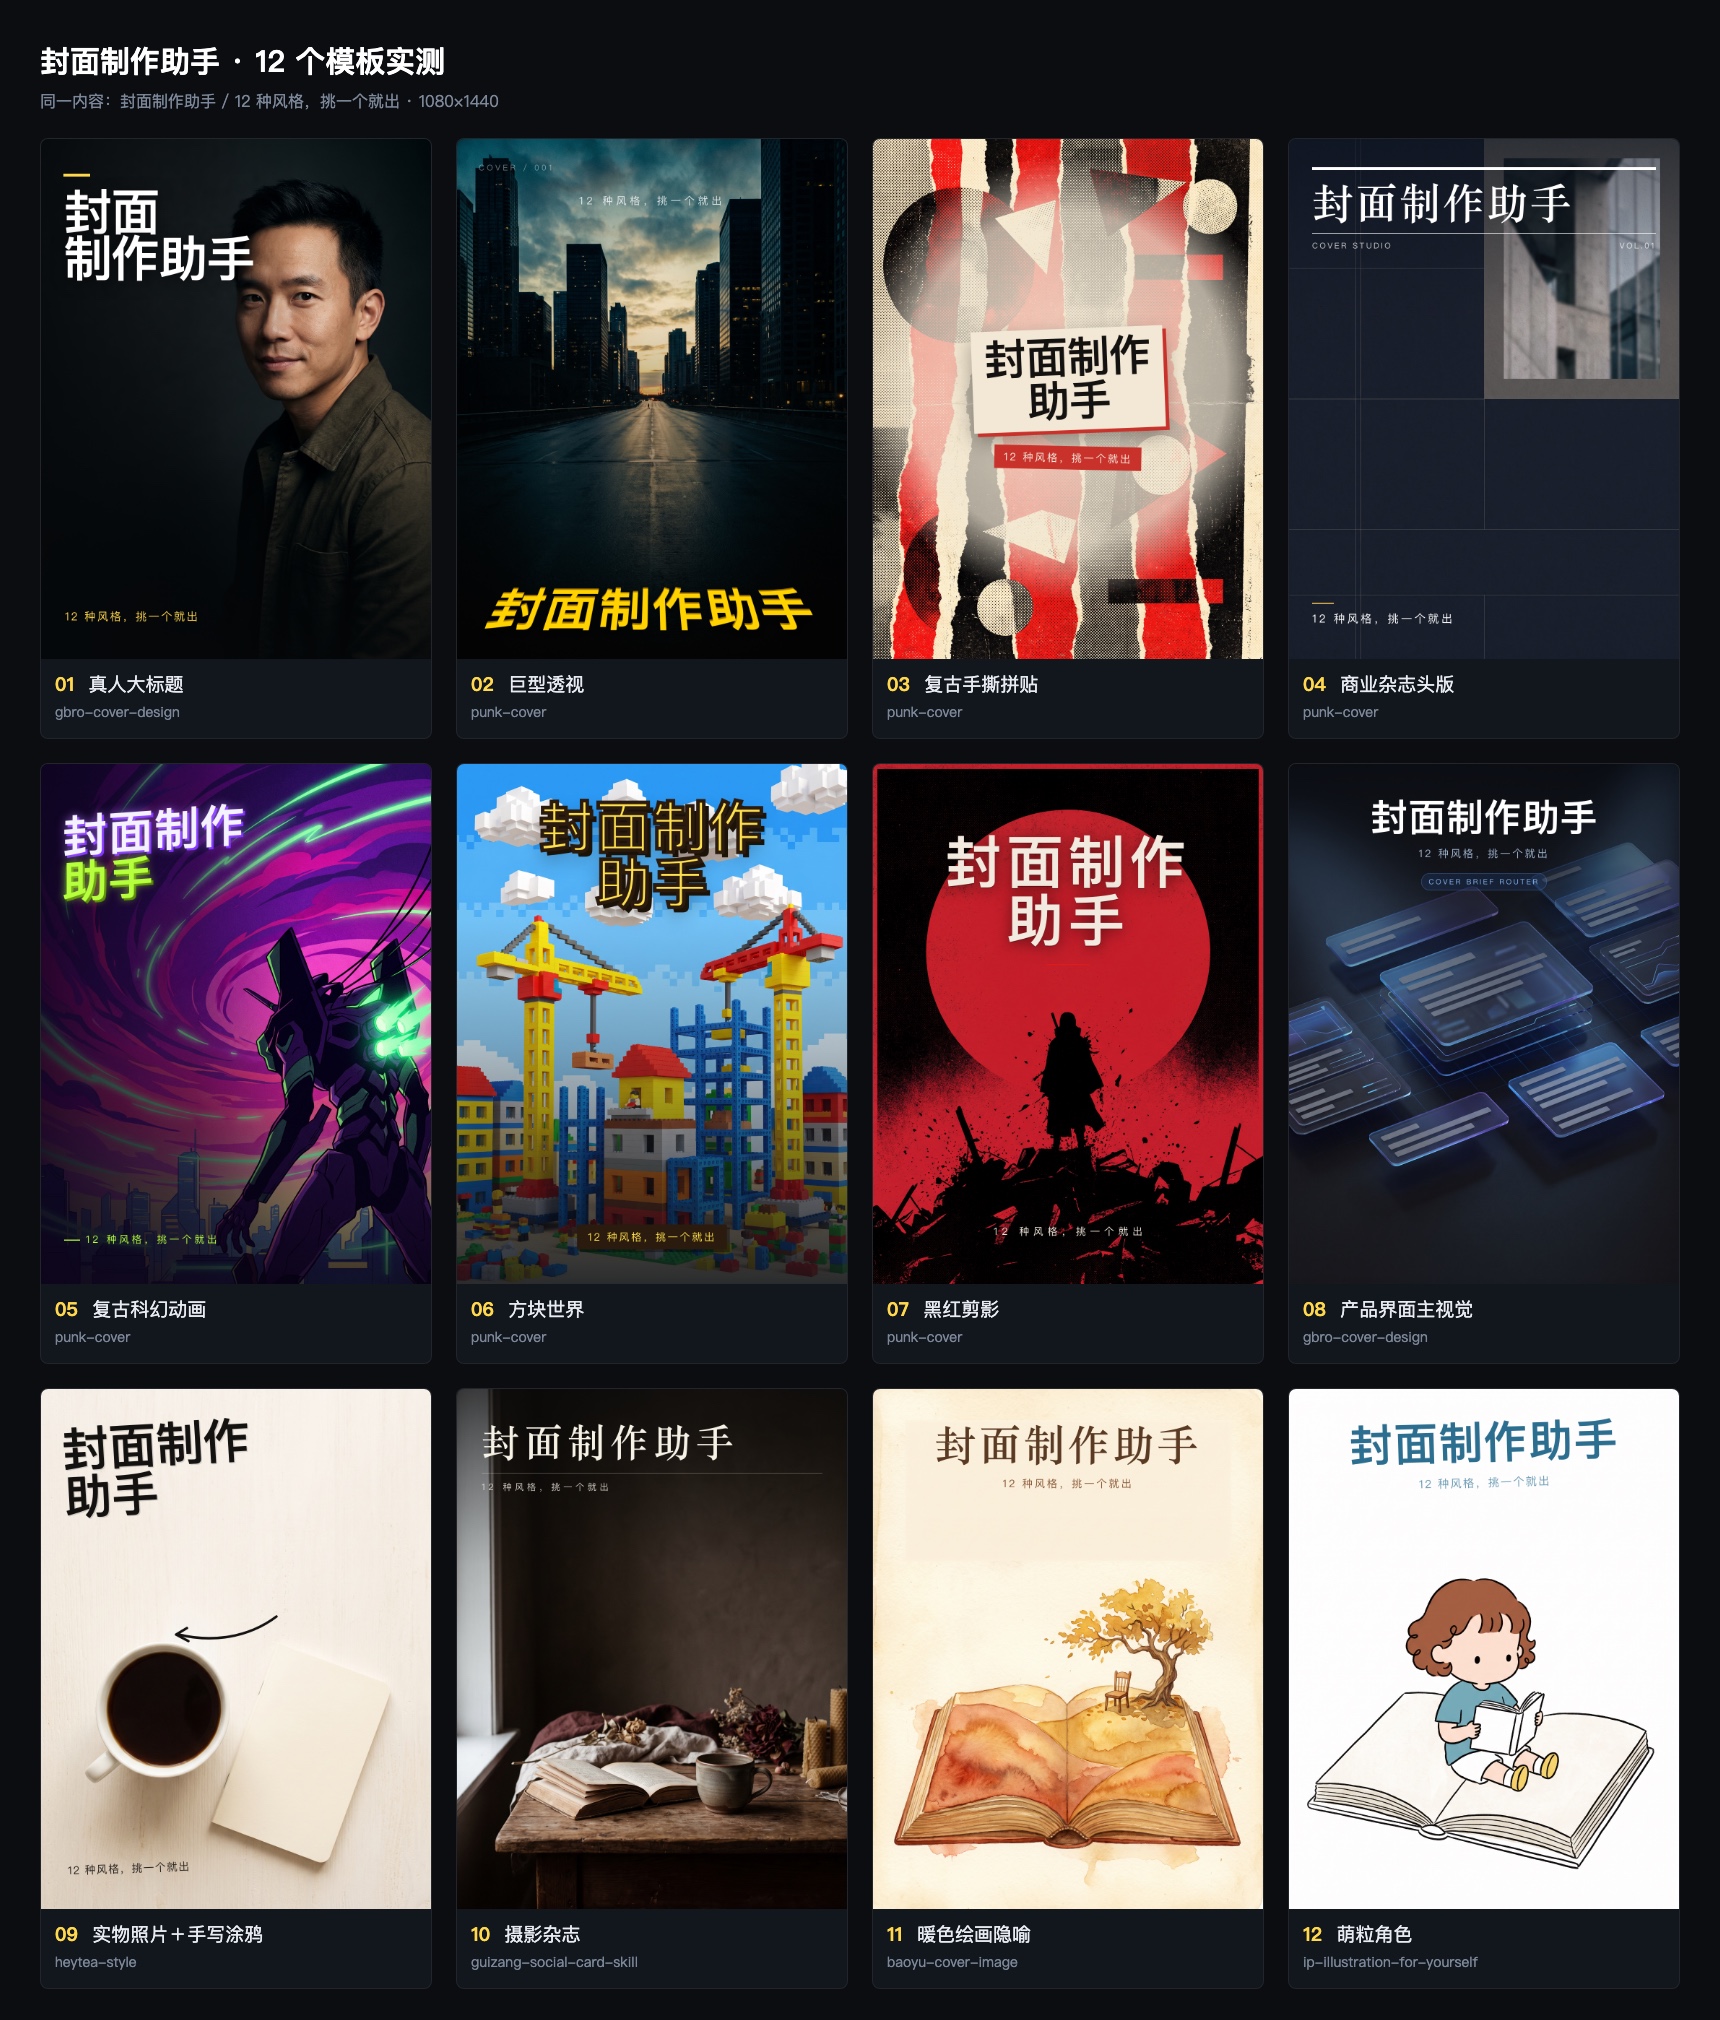 封面制作助手 · 12 个模板实测
同一内容：封面制作助手 / 12 种风格，挑一个就出 · 1080×1440
封面
制作助手
12 种风格，挑一个就出
01 真人大标题
gbro-cover-design
COVER / 001
12 种风格，挑一个就出
封面制作助手
02 巨型透视
punk-cover
封面制作
助手
12 种风格，挑一个就出
03 复古手撕拼贴
punk-cover
封面制作助手
COVER STUDIO
VOL.01
12 种风格，挑一个就出
04 商业杂志头版
punk-cover
封面制作
助手
12 种风格，挑一个就出
05 复古科幻动画
punk-cover
封面制作
助手
12 种风格，挑一个就出
06 方块世界
punk-cover
封面制作
助手
12 种风格，挑一个就出
07 黑红剪影
punk-cover
封面制作助手
12 种风格，挑一个就出
COVER BRIEF ROUTER
08 产品界面主视觉
gbro-cover-design
封面制作
助手
12 种风格，挑一个就出
09 实物照片＋手写涂鸦
heytea-style
封面制作助手
12 种风格，挑一个就出
10 摄影杂志
guizang-social-card-skill
封面制作助手
12 种风格，挑一个就出
11 暖色绘画隐喻
baoyu-cover-image
封面制作助手
12 种风格，挑一个就出
12 萌粒角色
ip-illustration-for-yourself